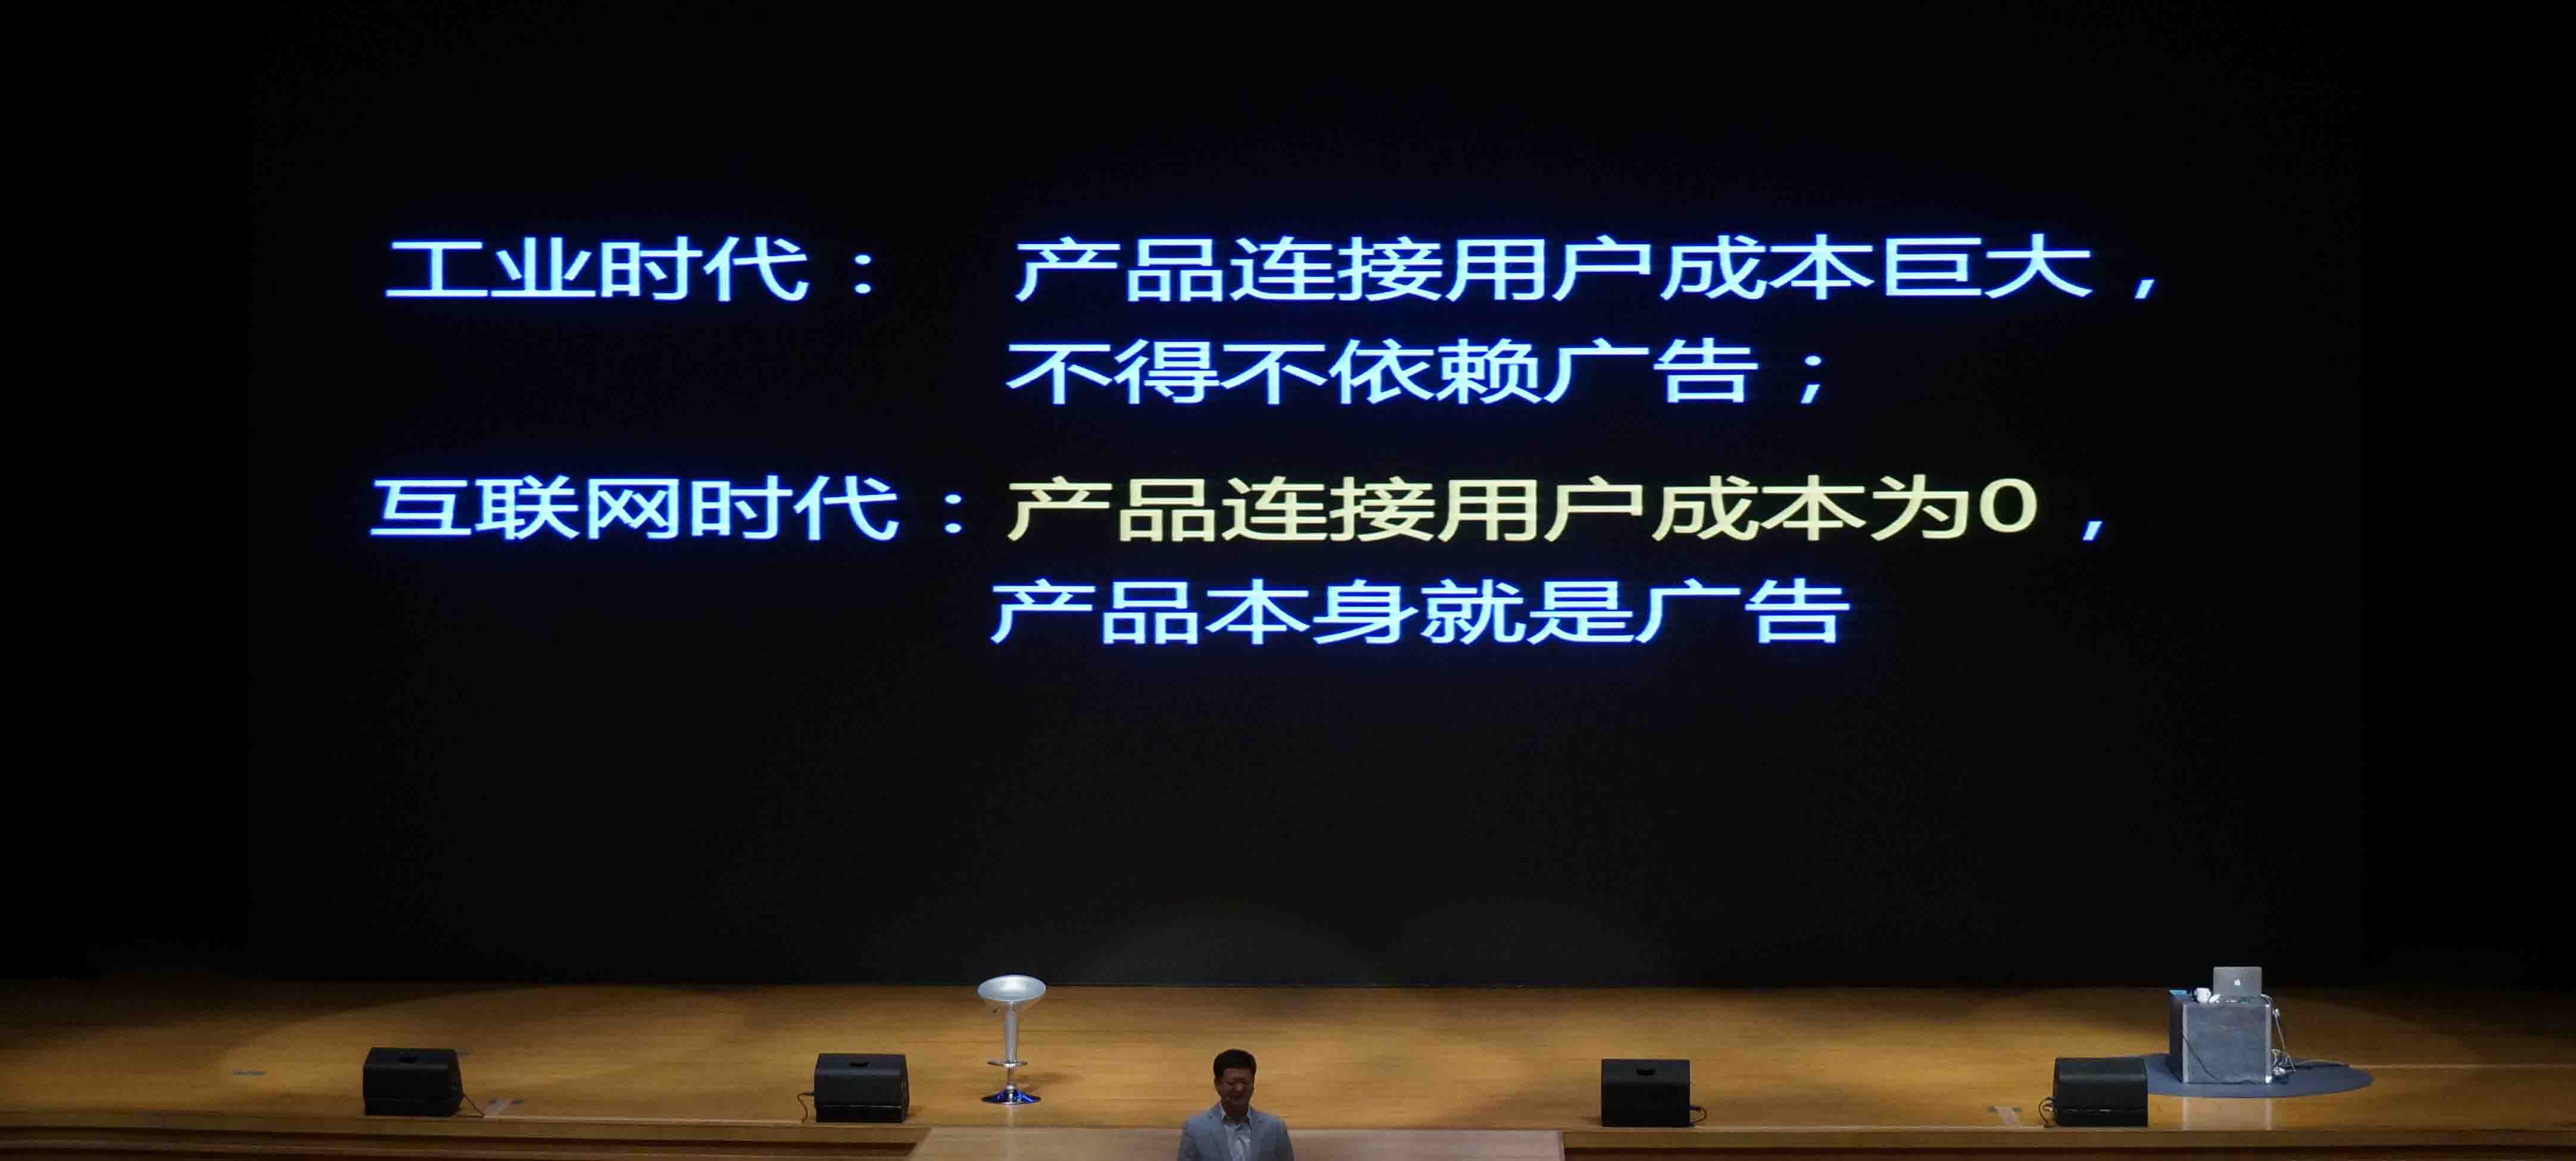 工业时代： 产品连接用户成本巨大，
不得不依赖广告；
互联网时代：产品连接用户成本为0，
产品本身就是广告